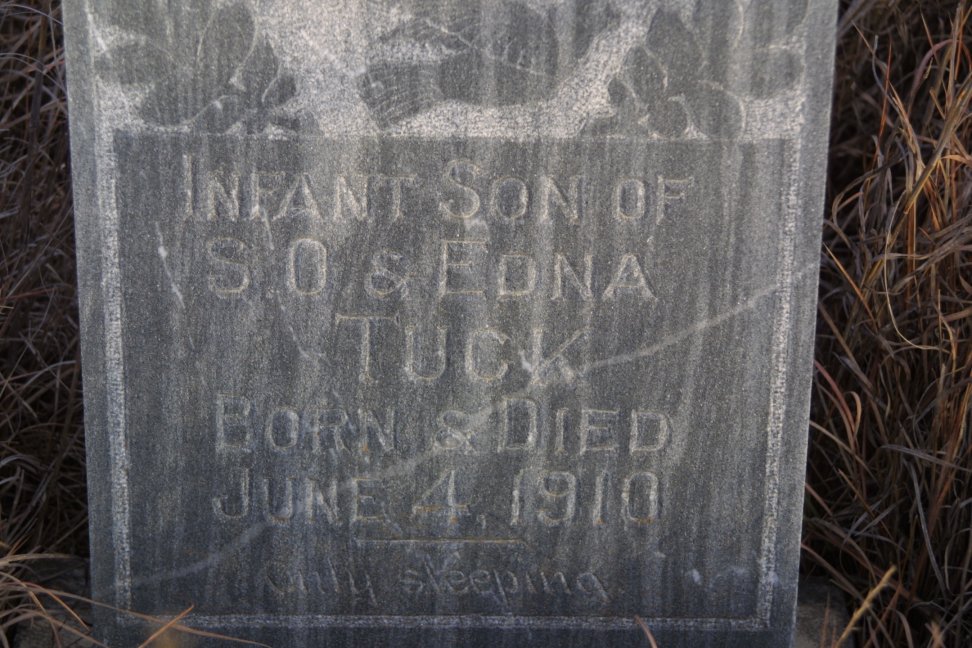 INFANT SON OF
S.O & EDNA
TUCK
BORN & DIED
JUNE 4, 1910
Only sleeping.